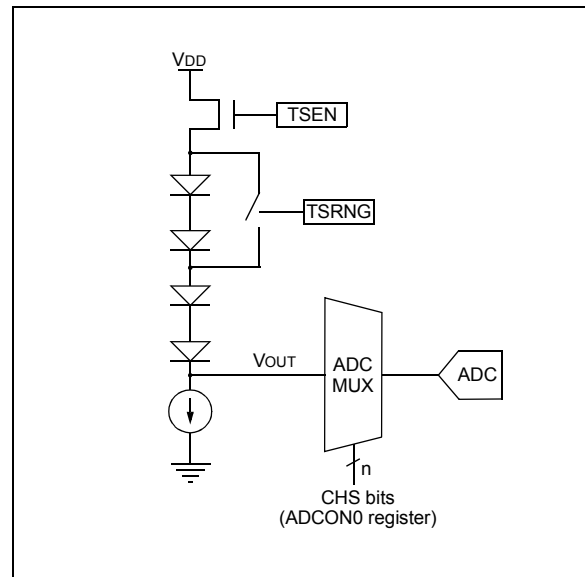 VDD
TSEN
TSRNG
VOUT
ADC
MUX
ADC
n
CHS bits
(ADCON0 register)